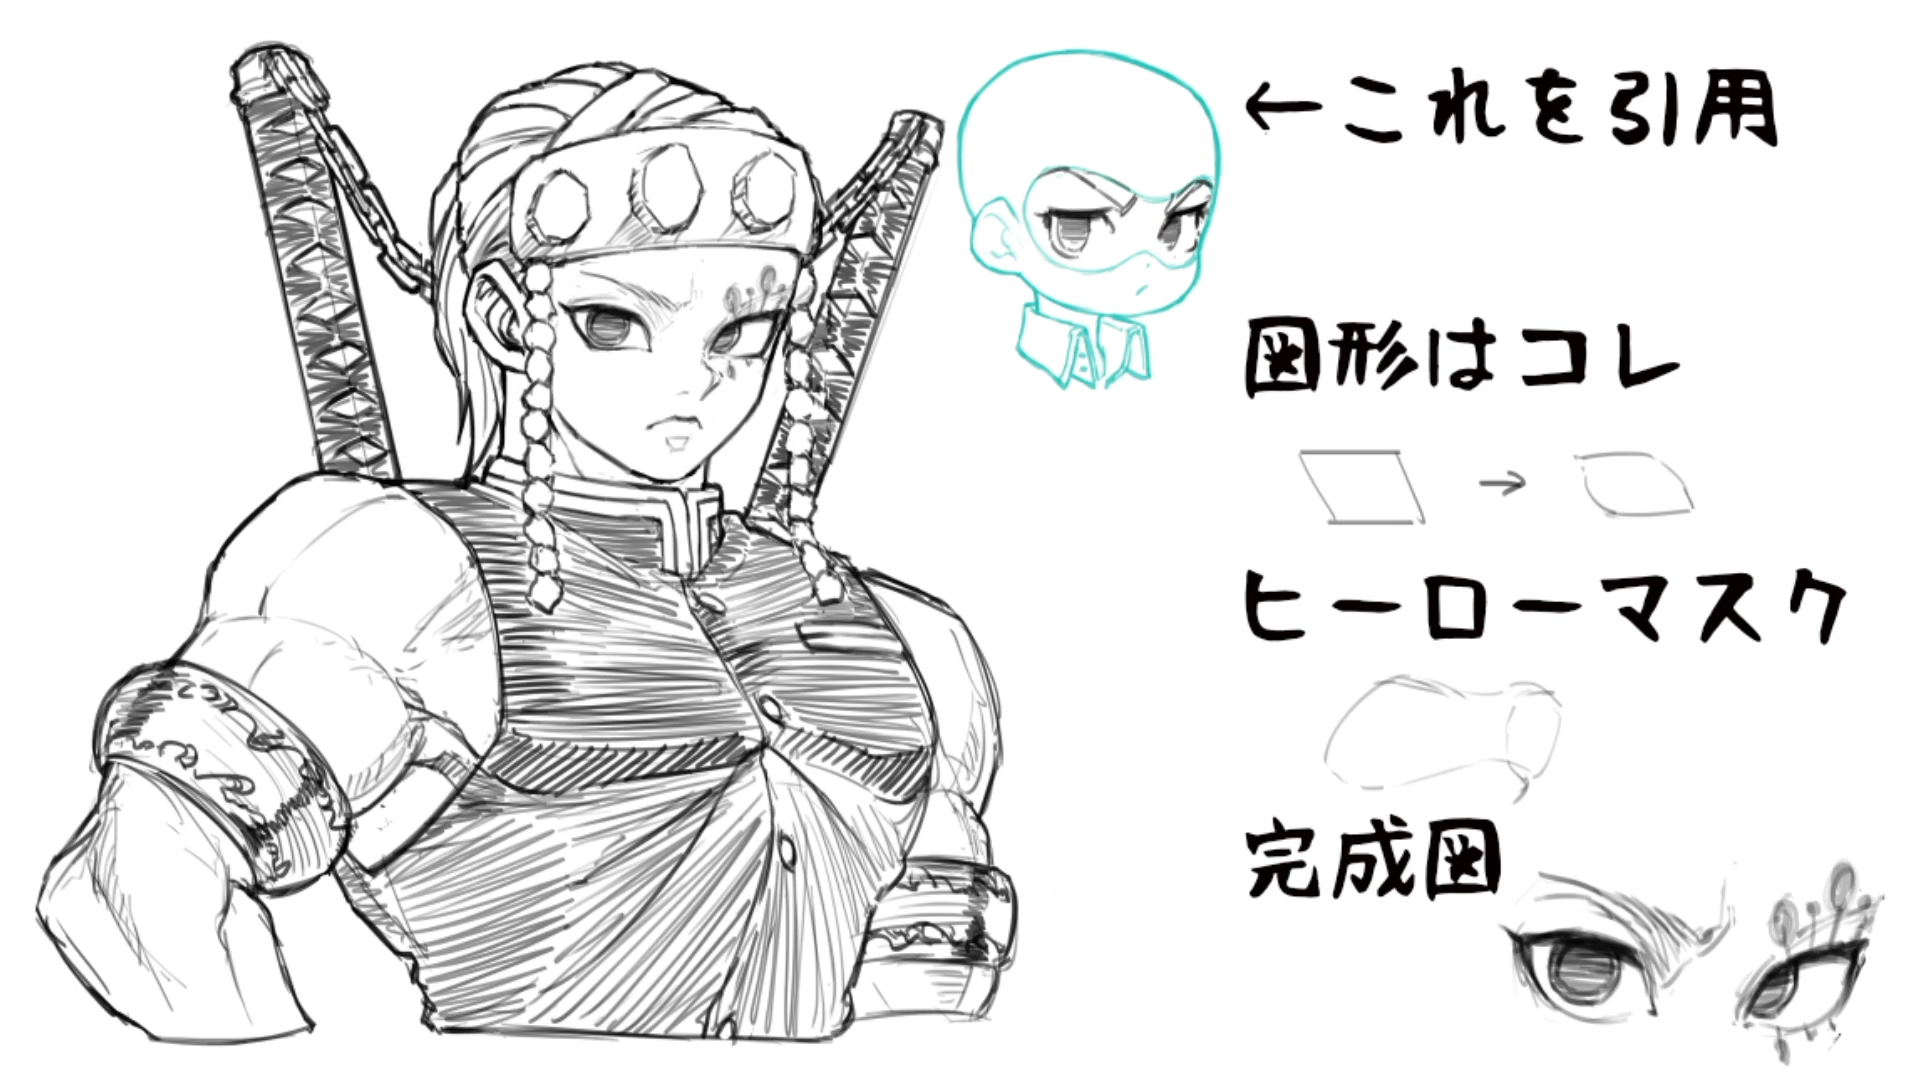 ←これを引用
図形はコレ
→
ヒーローマスク
完成図